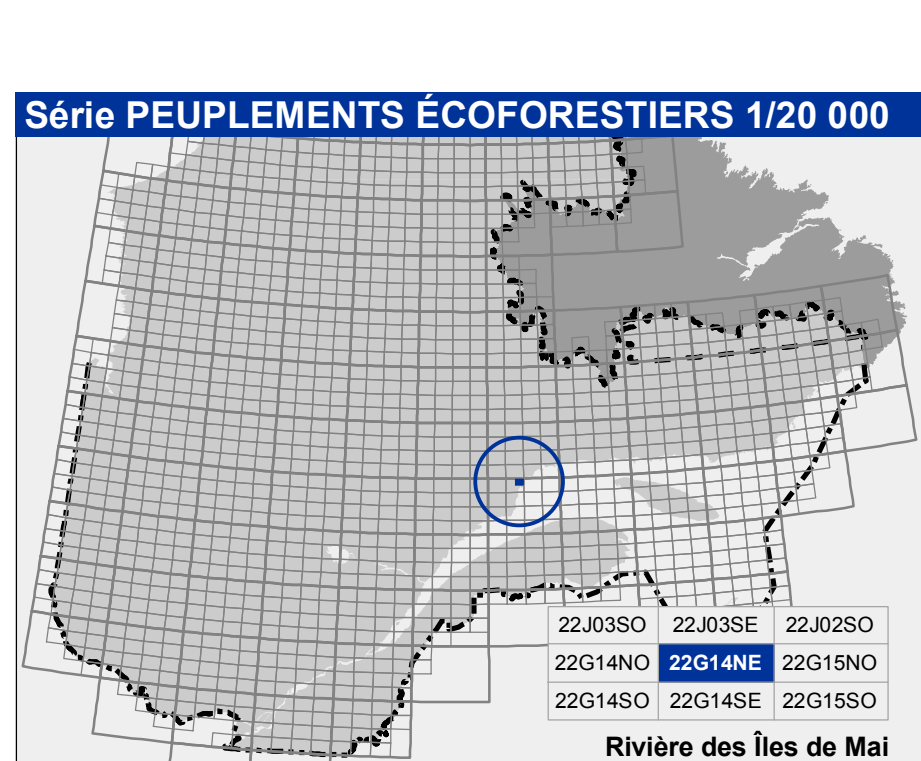 Série PEUPLEMENTS ÉCOFORESTIERS 1/20 000
22J03SO 22J03SE 22J02SO
22G14NO 22G14NE 22G15NO
22G14SO 22G14SE 22G15SO
Rivière des Îles de Mai